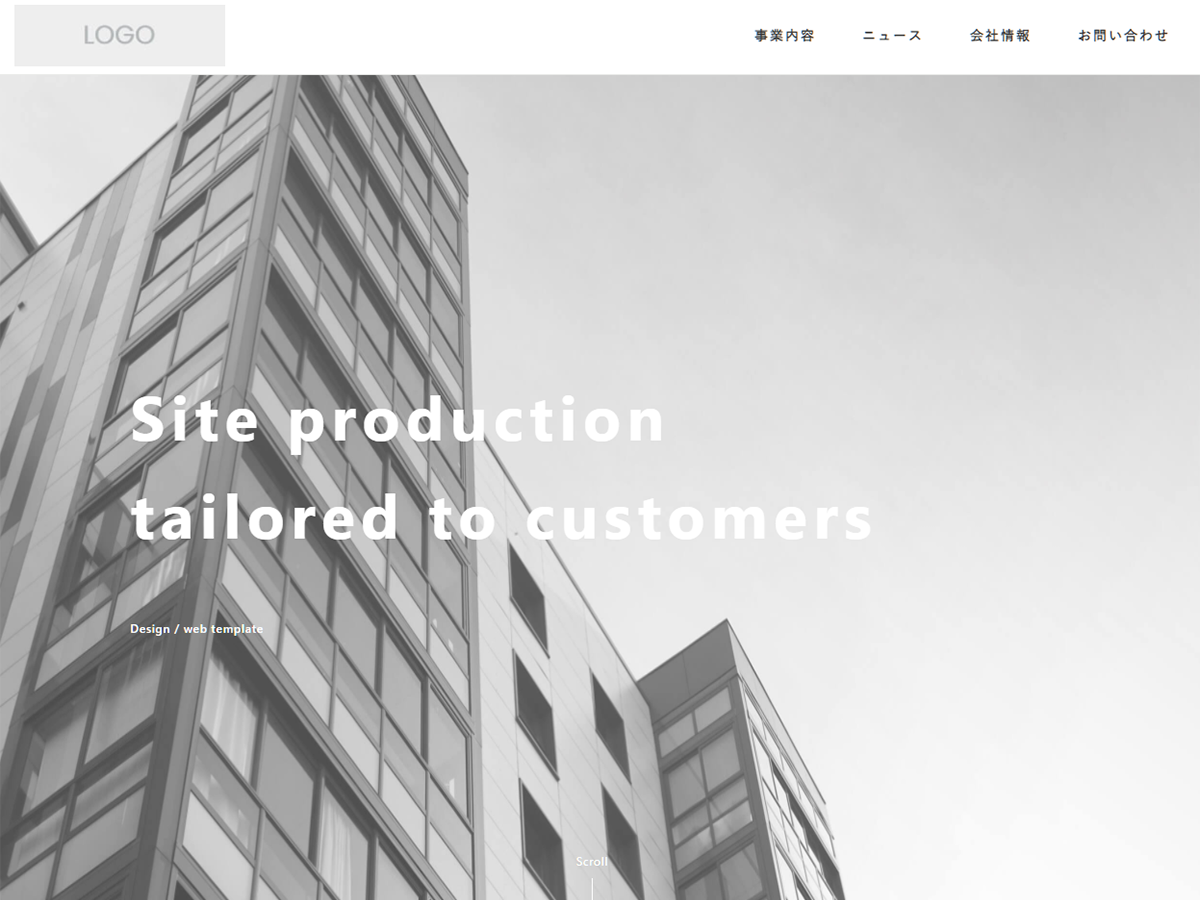 LOGO
事業内容
ニュース
会社情報
お問い合わせ
Site production
tailored to customers
Design / web template
Scroll